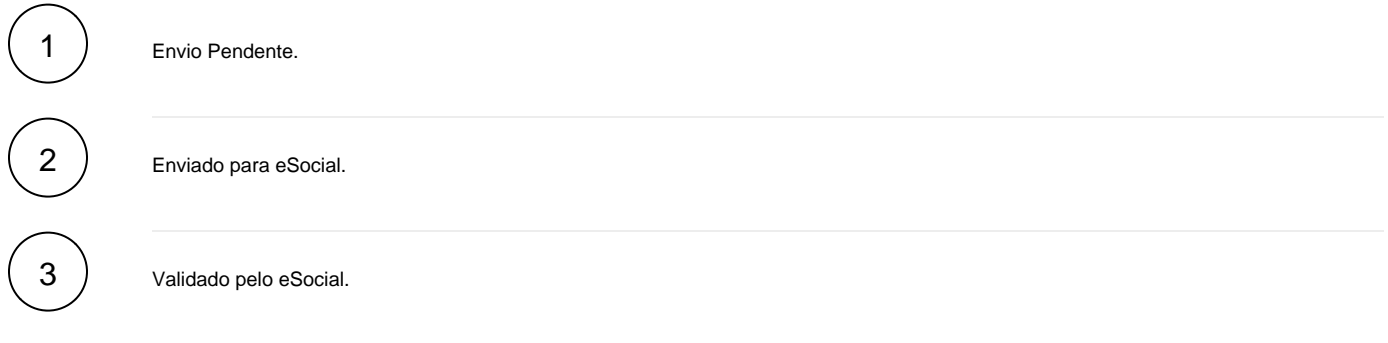 1
Envio Pendente.
2
Enviado para eSocial.
3
Validado pelo eSocial.